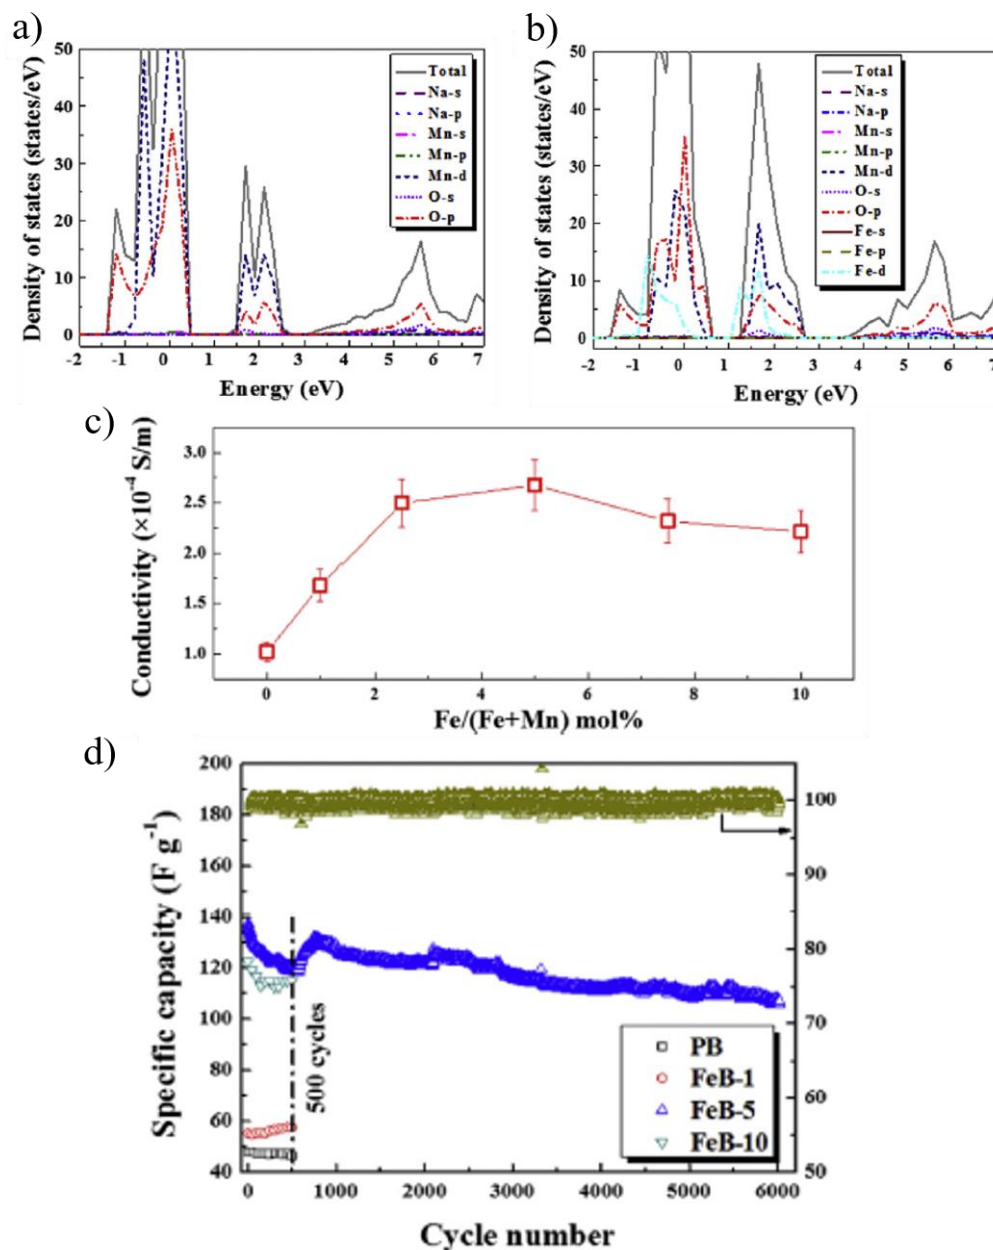 a)
50
40
30
20
10
0
Density of states (states/eV)
Total
Na-s
Na-p
Mn-s
Mn-p
Mn-d
O-s
O-p
-2 -1 0 1 2 3 4 5 6 7
Energy (eV)
b)
50
40
30
20
10
0
Density of states (states/eV)
Total
Na-s
Na-p
Mn-s
Mn-p
Mn-d
O-s
O-p
Fe-s
Fe-p
Fe-d
-2 -1 0 1 2 3 4 5 6 7
Energy (eV)
c)
3.0
2.5
2.0
1.5
1.0
Conductivity (×10⁻⁴ S/m)
0 2 4 6 8 10
Fe/(Fe+Mn) mol%
d)
200
180
160
140
120
100
80
60
40
Specific capacity (F g⁻¹)
100
90
80
75
70
60
50
500 cycles
PB
FeB-1
FeB-5
FeB-10
0 1000 2000 3000 4000 5000 6000
Cycle number